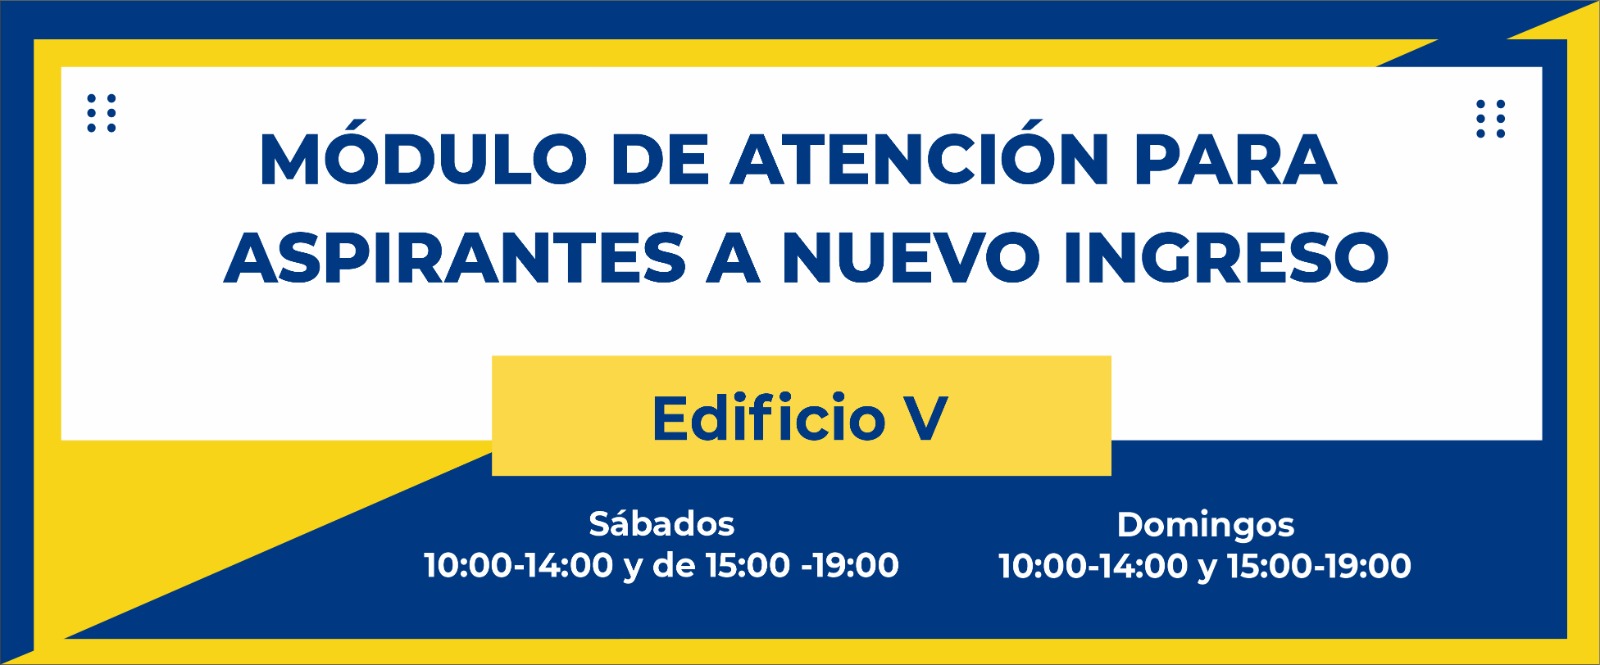 MÓDULO DE ATENCIÓN PARA
ASPIRANTES A NUEVO INGRESO
Edificio V
Sábados
10:00-14:00 y de 15:00 -19:00
Domingos
10:00-14:00 y 15:00-19:00